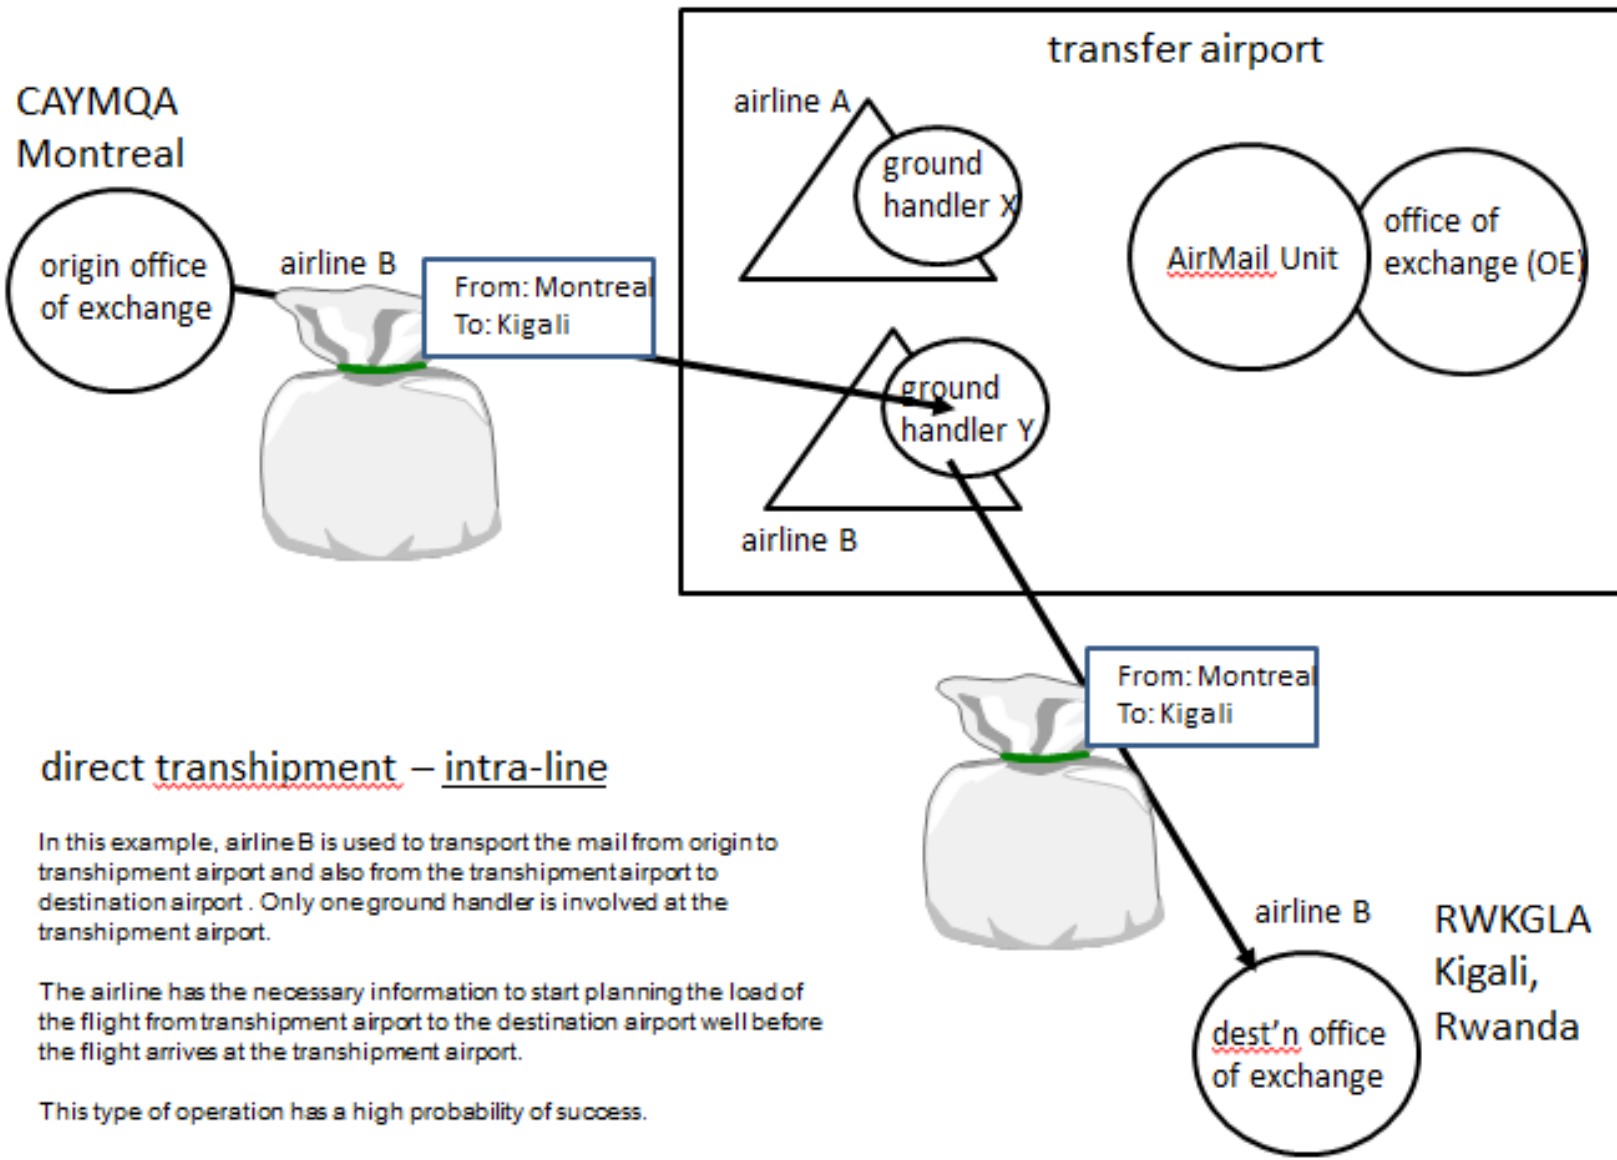 transfer airport
CAYMQA
Montreal
airline A
ground
handler X
AirMail Unit
office of
exchange (OE)
origin office
of exchange
airline B
From: Montreal
To: Kigali
ground
handler Y
airline B
From: Montreal
To: Kigali
direct transhipment – intra-line
In this example, airline B is used to transport the mail from origin to
transhipment airport and also from the transhipment airport to
destination airport . Only one ground handler is involved at the
transhipment airport.
The airline has the necessary information to start planning the load of
the flight from transhipment airport to the destination airport well before
the flight arrives at the transhipment airport.
This type of operation has a high probability of success.
airline B
RWKGLA
Kigali,
Rwanda
dest'n office
of exchange